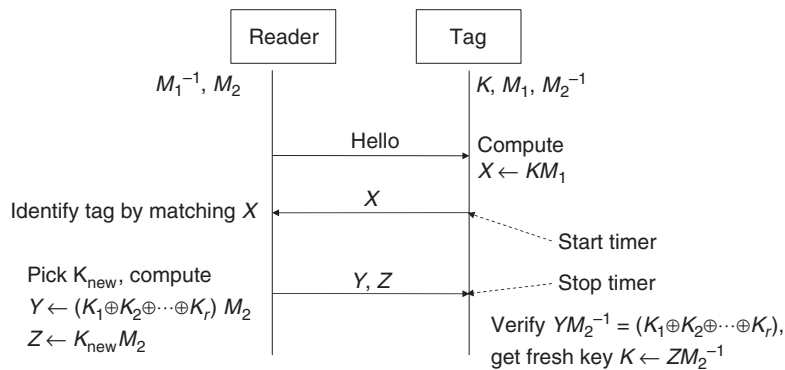 Reader
Tag
M₁⁻¹, M₂
K, M₁, M₂⁻¹
Hello
Compute
X ← KM₁
Identify tag by matching X
X
Start timer
Pick Kₙₑw, compute
Y ← (K₁⊕K₂⊕⋯⊕Kᵣ) M₂
Z ← KₙₑwM₂
Y, Z
Stop timer
Verify YM₂⁻¹ = (K₁⊕K₂⊕⋯⊕Kᵣ),
get fresh key K ← ZM₂⁻¹